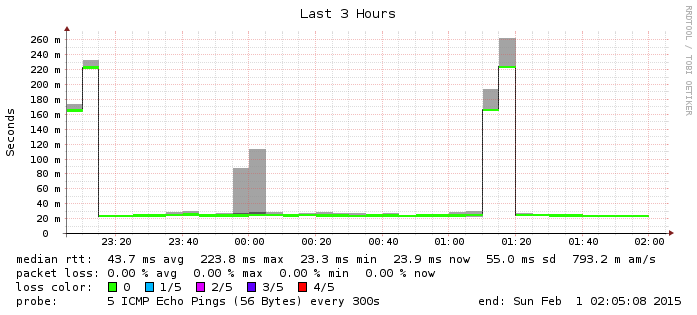 Last 3 Hours
RRDTOOL / TOBI OETIKER
Seconds
260 m
240 m
220 m
200 m
180 m
160 m
140 m
120 m
100 m
80 m
60 m
40 m
20 m
0
23:20 23:40 00:00 00:20 00:40 01:00 01:20 01:40 02:00
median rtt: 43.7 ms avg 223.8 ms max 23.3 ms min 23.9 ms now 55.0 ms sd 793.2 m am/s
packet loss: 0.00 % avg 0.00 % max 0.00 % min 0.00 % now
loss color: 0 1/5 2/5 3/5 4/5
probe: 5 ICMP Echo Pings (56 Bytes) every 300s end: Sun Feb 1 02:05:08 2015